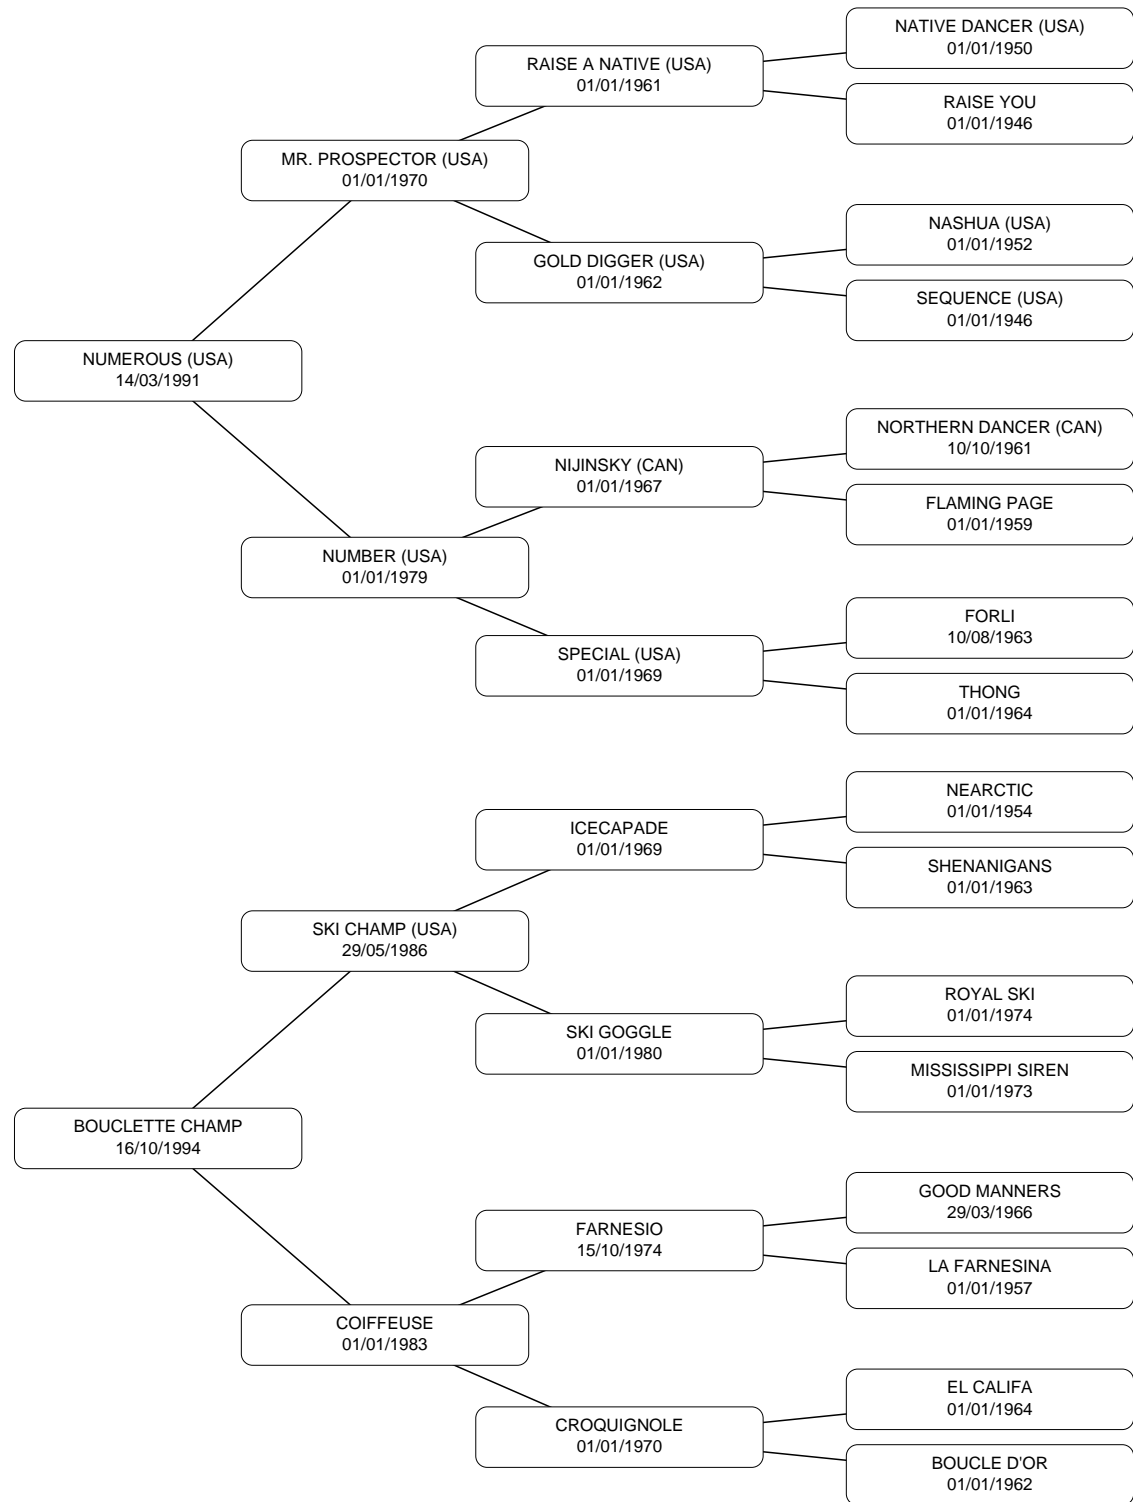 NATIVE DANCER (USA)
01/01/1950
RAISE A NATIVE (USA)
01/01/1961
RAISE YOU
01/01/1946
MR. PROSPECTOR (USA)
01/01/1970
NASHUA (USA)
01/01/1952
GOLD DIGGER (USA)
01/01/1962
SEQUENCE (USA)
01/01/1946
NUMEROUS (USA)
14/03/1991
NORTHERN DANCER (CAN)
10/10/1961
NIJINSKY (CAN)
01/01/1967
FLAMING PAGE
01/01/1959
NUMBER (USA)
01/01/1979
FORLI
10/08/1963
SPECIAL (USA)
01/01/1969
THONG
01/01/1964
NEARCTIC
01/01/1954
ICECAPADE
01/01/1969
SHENANIGANS
01/01/1963
SKI CHAMP (USA)
29/05/1986
ROYAL SKI
01/01/1974
SKI GOGGLE
01/01/1980
MISSISSIPPI SIREN
01/01/1973
BOUCLETTE CHAMP
16/10/1994
GOOD MANNERS
29/03/1966
FARNESIO
15/10/1974
LA FARNESINA
01/01/1957
COIFFEUSE
01/01/1983
EL CALIFA
01/01/1964
CROQUIGNOLE
01/01/1970
BOUCLE D'OR
01/01/1962